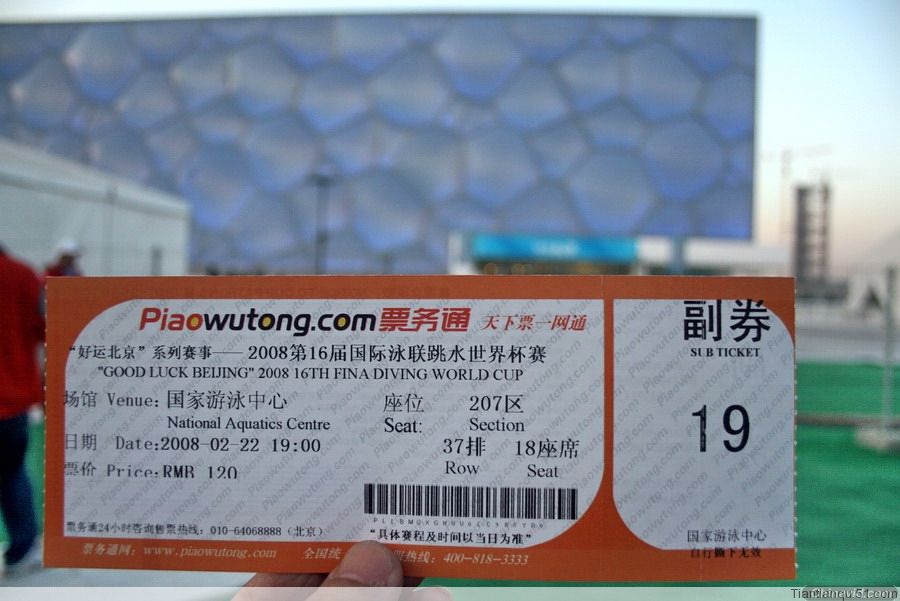 Piaowutong.com票务通 天下票一网通
"好运北京"系列赛事——2008第16届国际泳联跳水世界杯赛
"GOOD LUCK BEIJING" 2008 16TH FINA DIVING WORLD CUP
场馆 Venue: 国家游泳中心 座位 207区
National Aquatics Centre Seat: Section
日期 Date:2008-02-22 19:00 37排 18座席
Row Seat
票价 Price:RMB 120
票务通24小时咨询售票热线: 010-64068888 (北京)
"具体赛程及时间以当日为准"
票务通网: www.piaowutong.com 全国统一 热线: 400-818-3333
副券
SUB TICKET
19
国家游泳中心
自行撕下无效